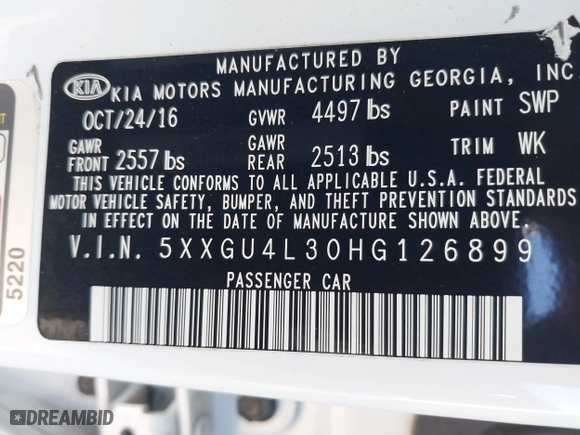 MANUFACTURED BY
KIA KIA MOTORS MANUFACTURING GEORGIA, INC
OCT/24/16 GVWR 4497 lbs PAINT SWP
GAWR FRONT 2557 lbs GAWR REAR 2513 lbs TRIM WK
THIS VEHICLE CONFORMS TO ALL APPLICABLE U.S.A. FEDERAL
MOTOR VEHICLE SAFETY, BUMPER, AND THEFT PREVENTION STANDARDS
IN EFFECT ON THE DATE OF MANUFACTURE SHOWN ABOVE.
V.I.N. 5XXGU4L30HG126899
PASSENGER CAR
5220
DREAMBID